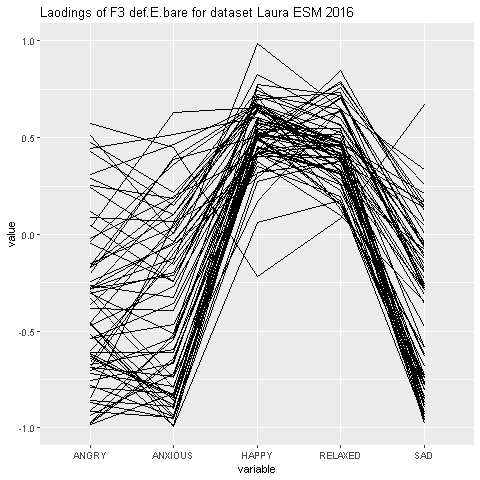 Laodings of F3 def.E.bare for dataset Laura ESM 2016
1.0
0.5
0.0
-0.5
-1.0
value
ANGRY ANXIOUS HAPPY RELAXED SAD
variable